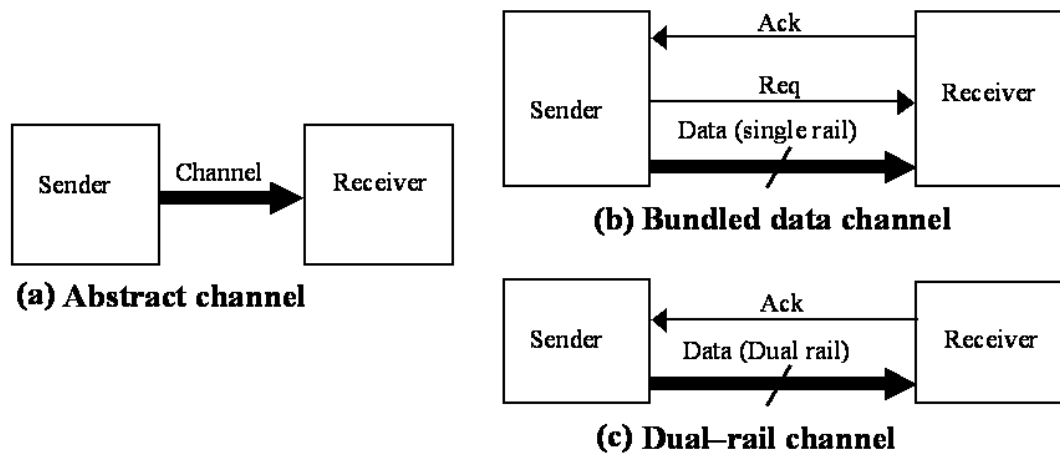 Sender
Channel
Receiver
(a) Abstract channel
Sender
Ack
Req
Data (single rail)
Receiver
(b) Bundled data channel
Sender
Ack
Data (Dual rail)
Receiver
(c) Dual–rail channel